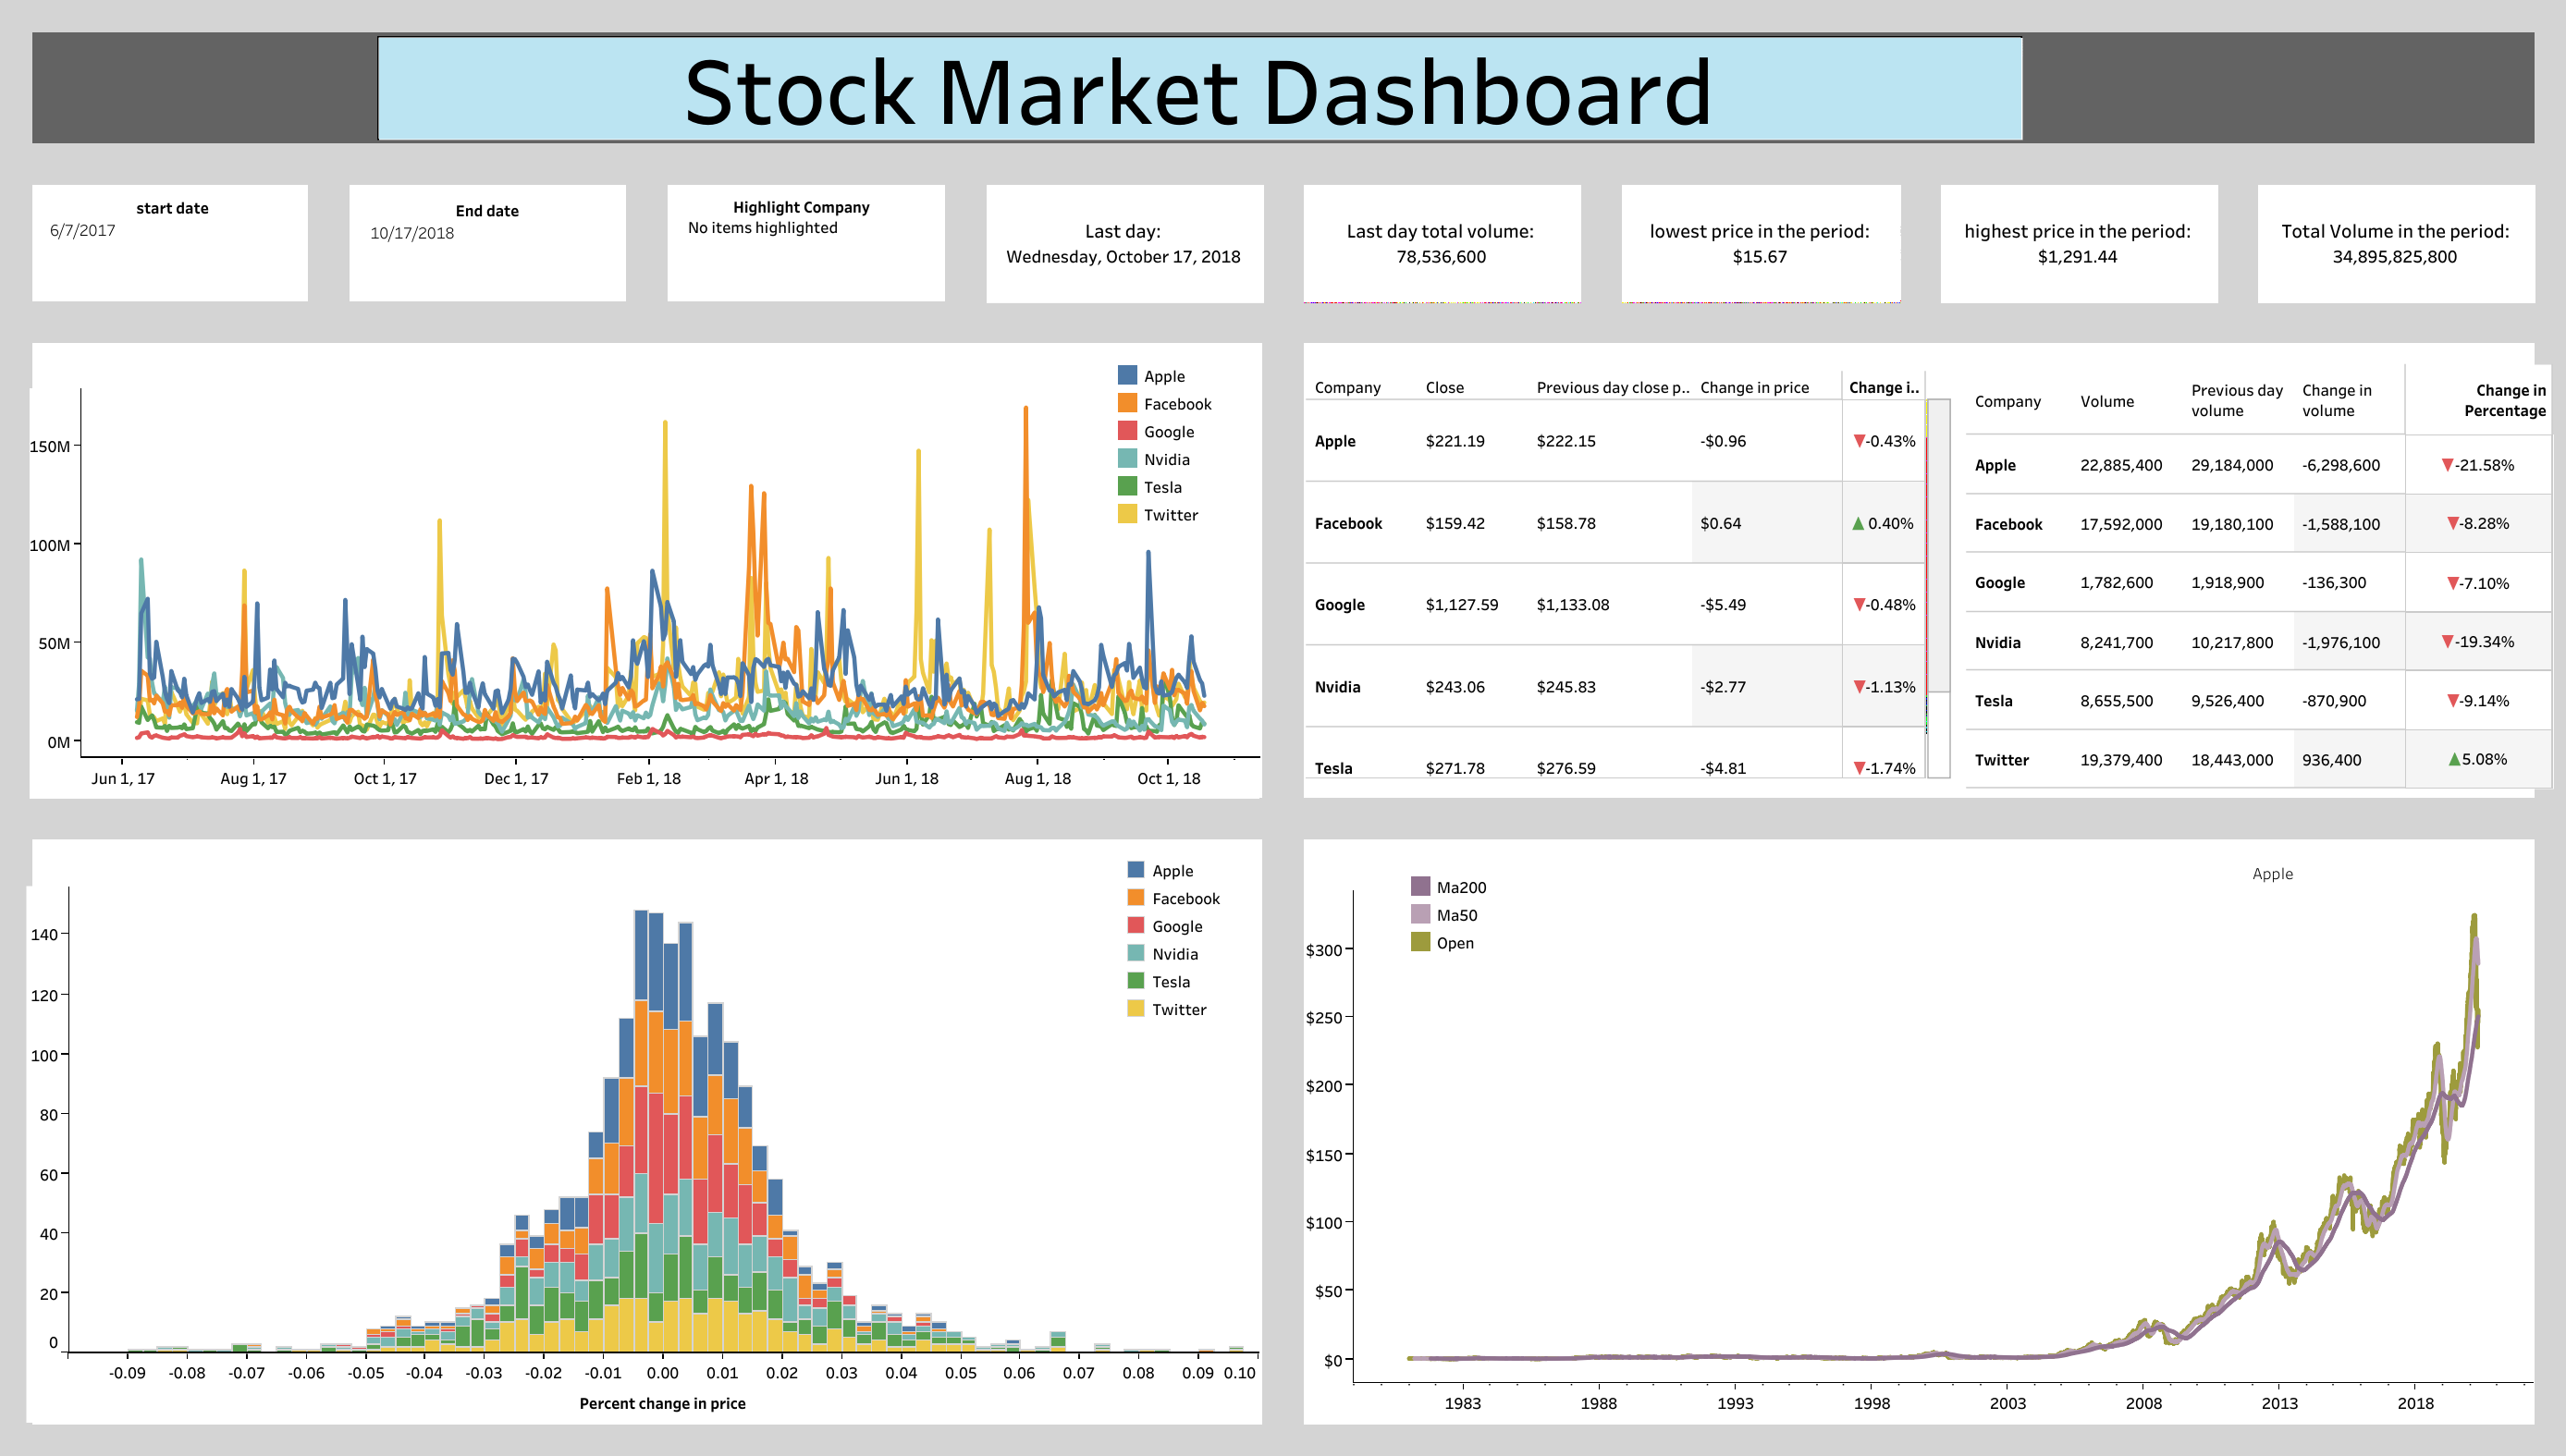 Stock Market Dashboard
start date
6/7/2017
End date
10/17/2018
Highlight Company
No items highlighted
Last day:
Wednesday, October 17, 2018
Last day total volume:
78,536,600
lowest price in the period:
$15.67
highest price in the period:
$1,291.44
Total Volume in the period:
34,895,825,800
Apple
Facebook
Google
Nvidia
Tesla
Twitter
150M
100M
50M
0M
Jun 1, 17 Aug 1, 17 Oct 1, 17 Dec 1, 17 Feb 1, 18 Apr 1, 18 Jun 1, 18 Aug 1, 18 Oct 1, 18
Company Close Previous day close p.. Change in price Change i..
Apple $221.19 $222.15 -$0.96 ▼-0.43%
Facebook $159.42 $158.78 $0.64 ▲ 0.40%
Google $1,127.59 $1,133.08 -$5.49 ▼-0.48%
Nvidia $243.06 $245.83 -$2.77 ▼-1.13%
Tesla $271.78 $276.59 -$4.81 ▼-1.74%
Company Volume Previous day volume Change in volume Change in Percentage
Apple 22,885,400 29,184,000 -6,298,600 ▼-21.58%
Facebook 17,592,000 19,180,100 -1,588,100 ▼-8.28%
Google 1,782,600 1,918,900 -136,300 ▼-7.10%
Nvidia 8,241,700 10,217,800 -1,976,100 ▼-19.34%
Tesla 8,655,500 9,526,400 -870,900 ▼-9.14%
Twitter 19,379,400 18,443,000 936,400 ▲5.08%
Apple
Facebook
Google
Nvidia
Tesla
Twitter
140
120
100
80
60
40
20
0
-0.09 -0.08 -0.07 -0.06 -0.05 -0.04 -0.03 -0.02 -0.01 0.00 0.01 0.02 0.03 0.04 0.05 0.06 0.07 0.08 0.09 0.10
Percent change in price
Apple
Ma200
Ma50
Open
$300
$250
$200
$150
$100
$50
$0
1983 1988 1993 1998 2003 2008 2013 2018